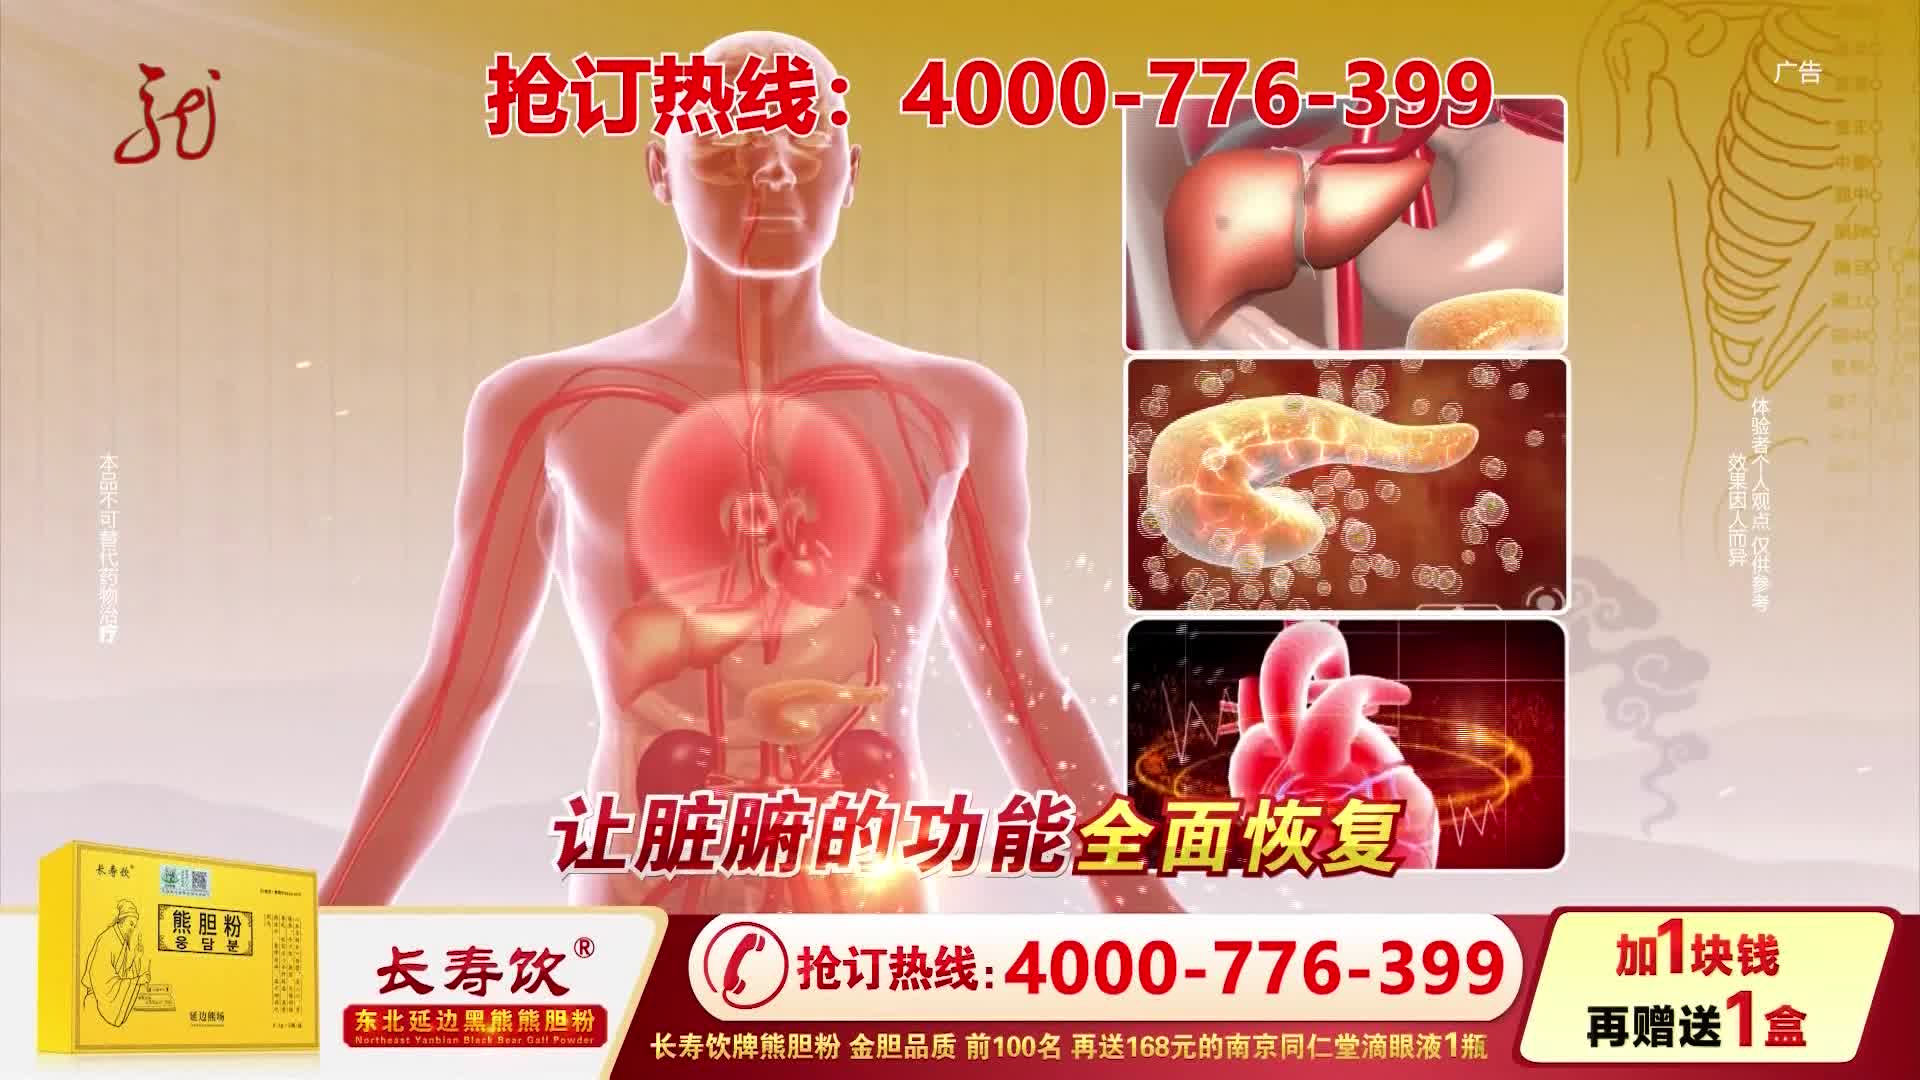 抢订热线：4000-776-399
广告
本品不可替代药物治疗
体验者个人观点 仅供参考
效果因人而异
让脏腑的功能全面恢复
长寿饮
熊胆粉
웅담분
延边熊场
长寿饮®
东北延边黑熊熊胆粉
Northeast Yanbian Black Bear Gall Powder
抢订热线:4000-776-399
长寿饮牌熊胆粉 金胆品质 前100名 再送168元的南京同仁堂滴眼液1瓶
加1块钱
再赠送1盒